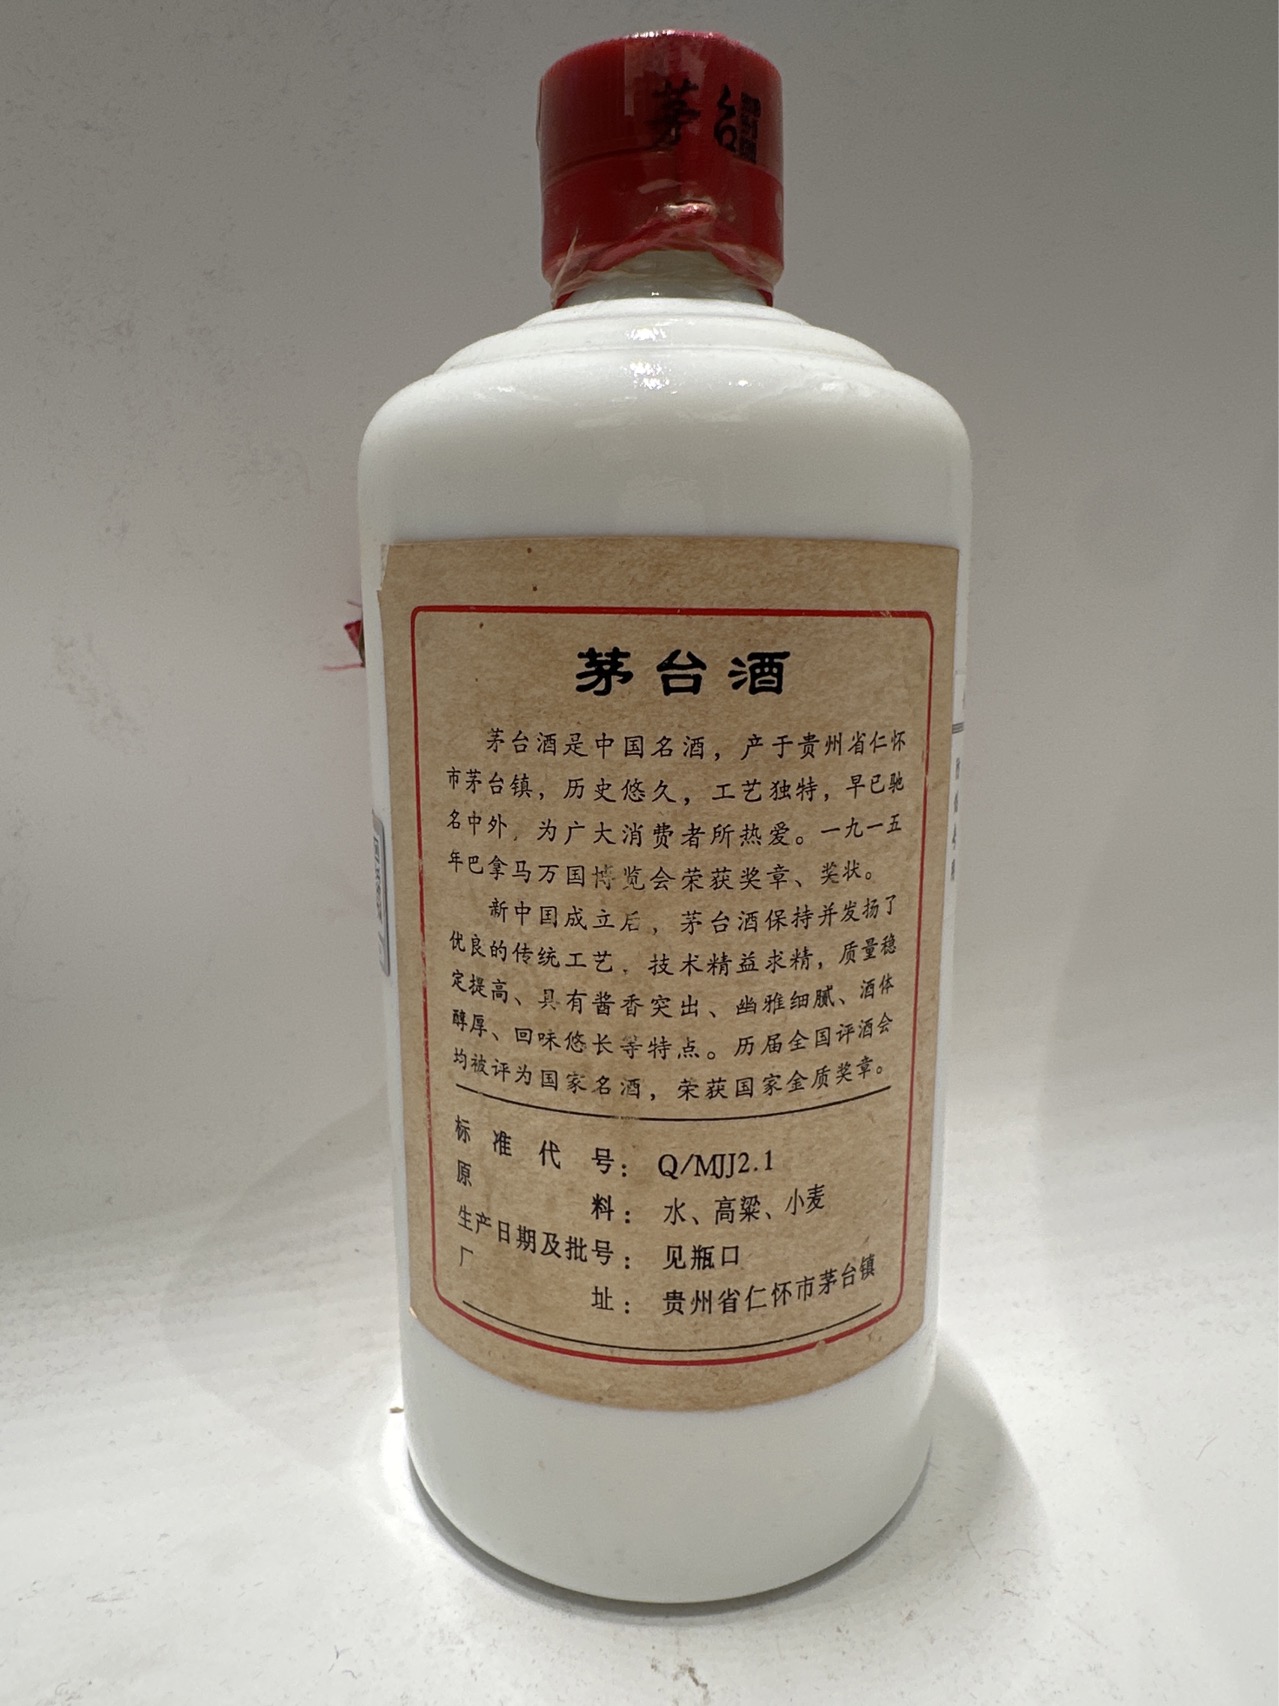 茅台
茅台酒
茅台酒是中国名酒，产于贵州省仁怀
市茅台镇，历史悠久，工艺独特，早已驰
名中外，为广大消费者所热爱。一九一五
年巴拿马万国博览会荣获奖章、奖状。
新中国成立后，茅台酒保持并发扬了
优良的传统工艺，技术精益求精，质量稳
定提高、具有酱香突出、幽雅细腻、酒体
醇厚、回味悠长等特点。历届全国评酒会
均被评为国家名酒，荣获国家金质奖章。
标准代号：Q/MJJ2.1
原料：水、高粱、小麦
生产日期及批号：见瓶口
厂址：贵州省仁怀市茅台镇